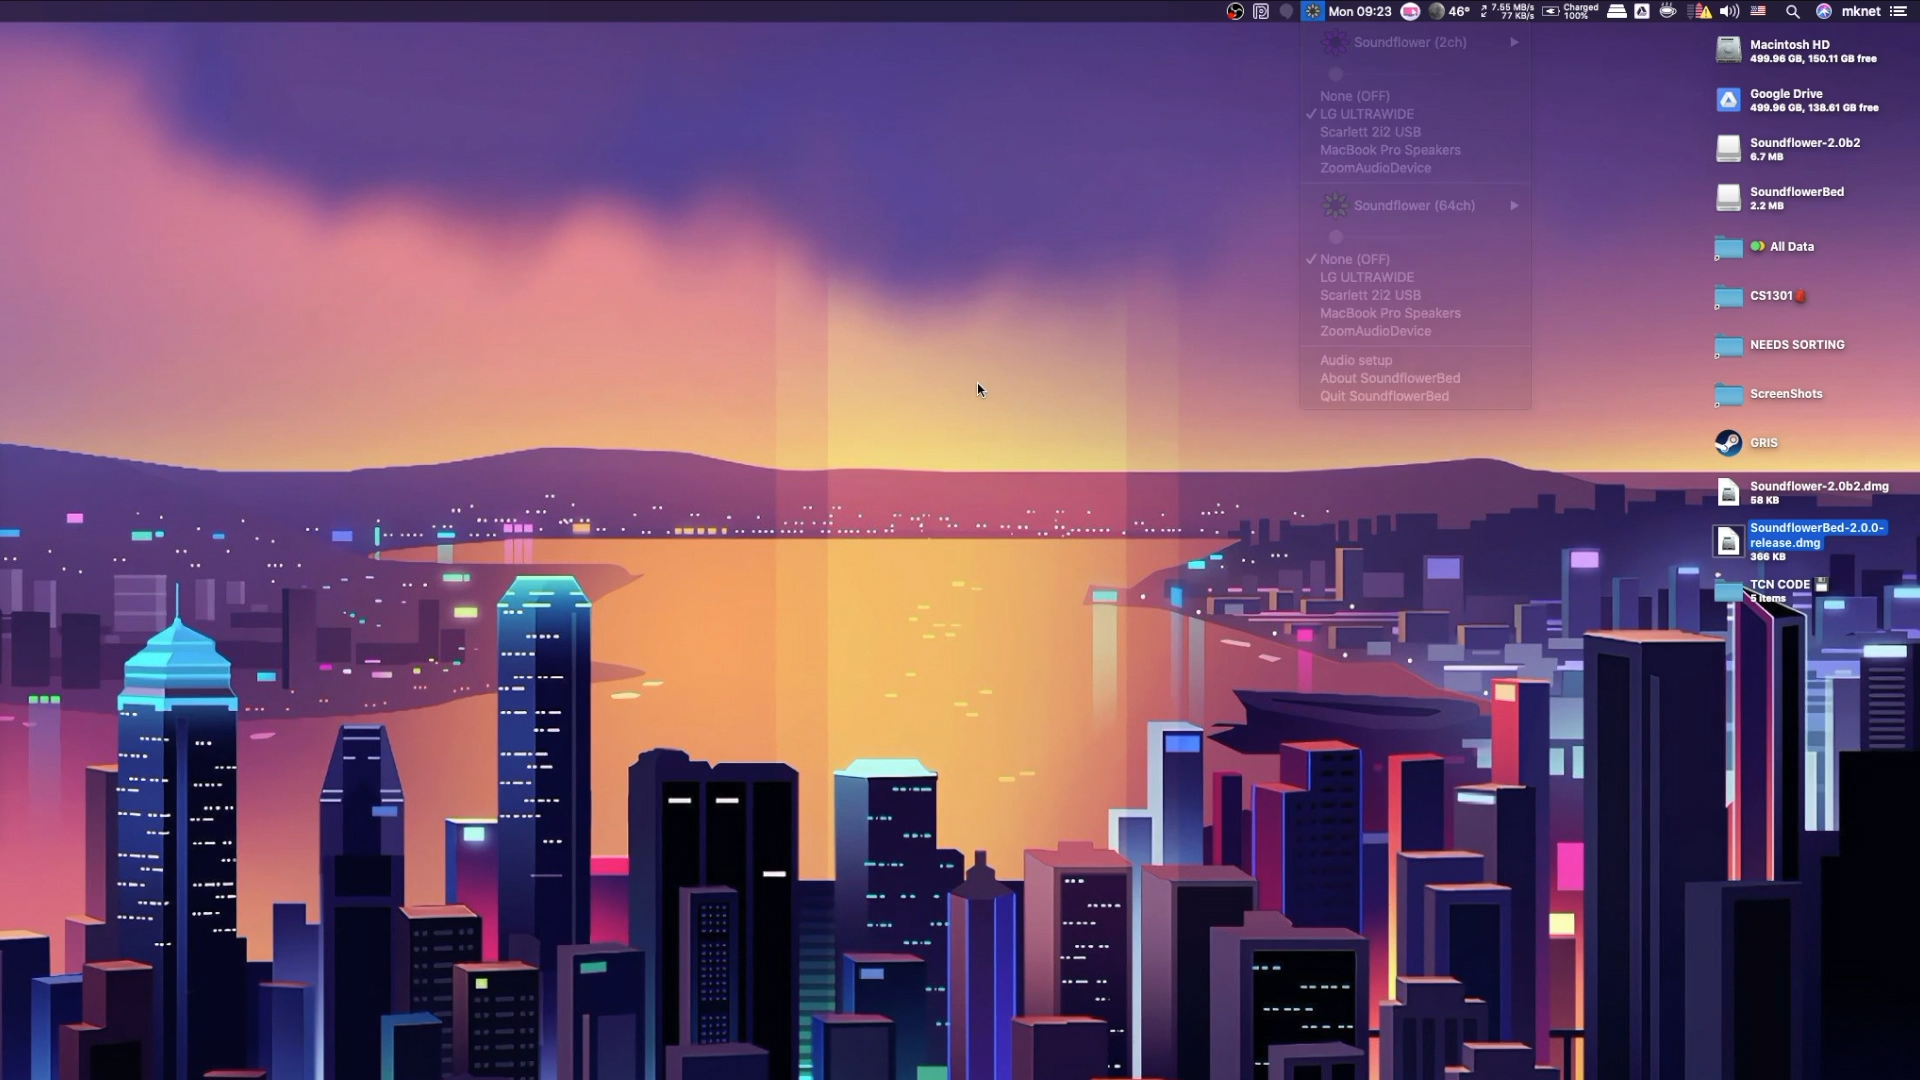 Mon 09:23
46°
7.55 MB/s
77 KB/s
Charged
100%
mknet
Soundflower (2ch)
None (OFF)
✓ LG ULTRAWIDE
Scarlett 2i2 USB
MacBook Pro Speakers
ZoomAudioDevice
Soundflower (64ch)
✓ None (OFF)
LG ULTRAWIDE
Scarlett 2i2 USB
MacBook Pro Speakers
ZoomAudioDevice
Audio setup
About SoundflowerBed
Quit SoundflowerBed
Macintosh HD
499.96 GB, 150.11 GB free
Google Drive
499.96 GB, 138.61 GB free
Soundflower-2.0b2
6.7 MB
SoundflowerBed
2.2 MB
All Data
CS1301
NEEDS SORTING
ScreenShots
GRIS
Soundflower-2.0b2.dmg
58 KB
SoundflowerBed-2.0.0-
release.dmg
366 KB
TCN CODE
5 items